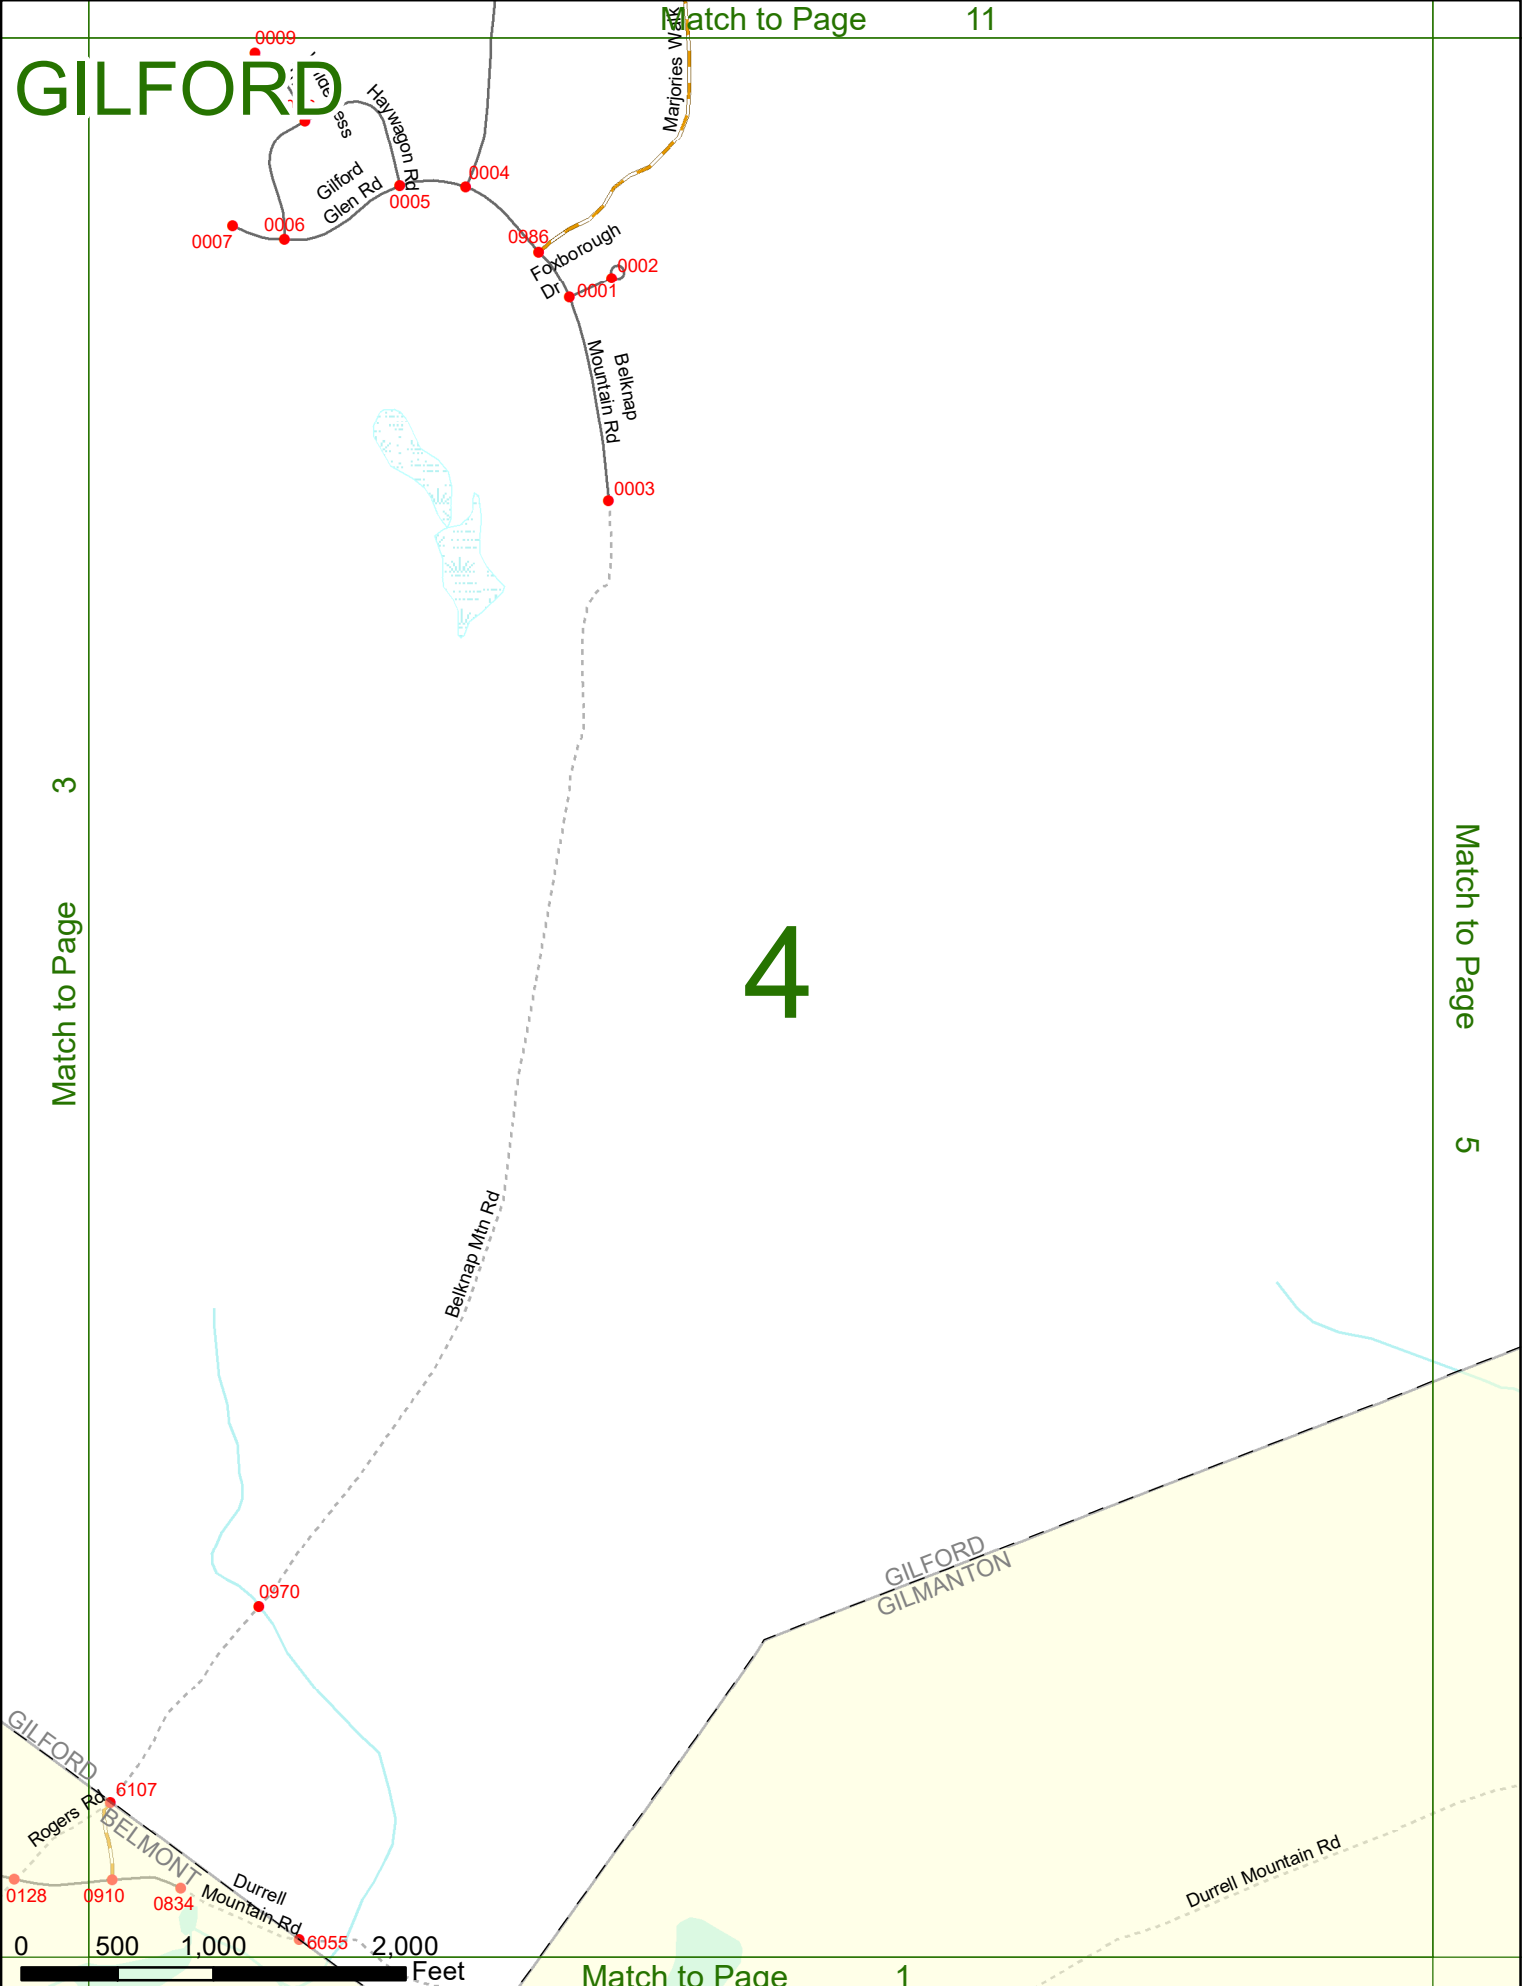 Match to Page 11
0009
GILFORD
Haywagon Rd
Marjories Walk
Gilford
Glen Rd
0004
0005
0006
0007
0986
Foxborough
Dr
0002
0001
Belknap
Mountain Rd
0003
Match to Page 3
4
Match to Page 5
Belknap Mtn Rd
0970
GILFORD
GILMANTON
GILFORD
BELMONT
6107
Rogers Rd
0128
0910
0834
Durrell
Mountain Rd
6055
Durrell Mountain Rd
0 500 1,000 2,000
Feet
Match to Page 1